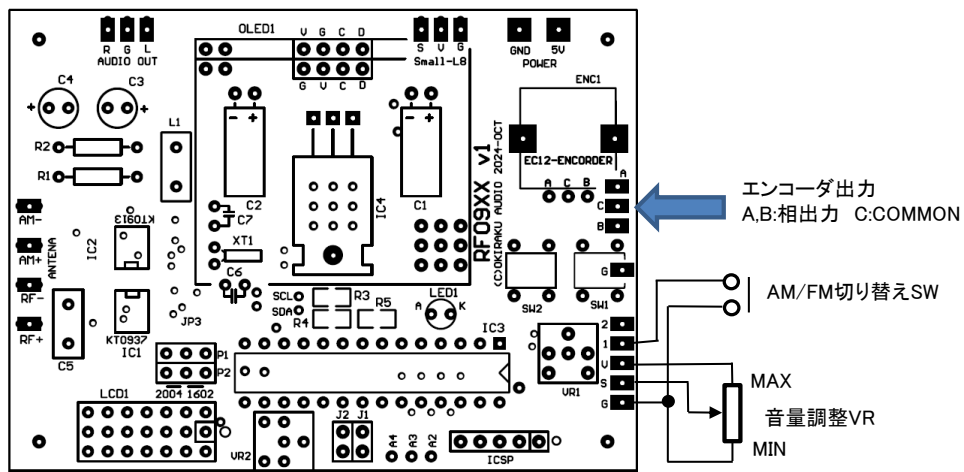 OLED1
V G C D
G V C D
R G L
AUDIO OUT
S V G
Small-L8
GND
5V
POWER
ENC1
EC12-ENCORDER
A C B
A
C
B
エンコーダ出力
A,B:相出力 C:COMMON
C4
C3
+
+
R2
R1
L1
- +
C2
- +
C1
IC4
C7
XT1
C6
RF09XX v1
(C)OKIRAKU AUDIO 2024-OCT
AM-
AM+
RF-
RF+
ANTENA
IC2
KT0913
KT0937
IC1
C5
JP3
SCL
SDA
R3
R4
R5
LED1
A K
IC3
SW2
SW1
G
AM/FM切り替えSW
2
1
V
S
G
VR1
MAX
音量調整VR
MIN
P1
P2
2004 1602
LCD1
VR2
J2 J1
A4
A3
A2
ICSP